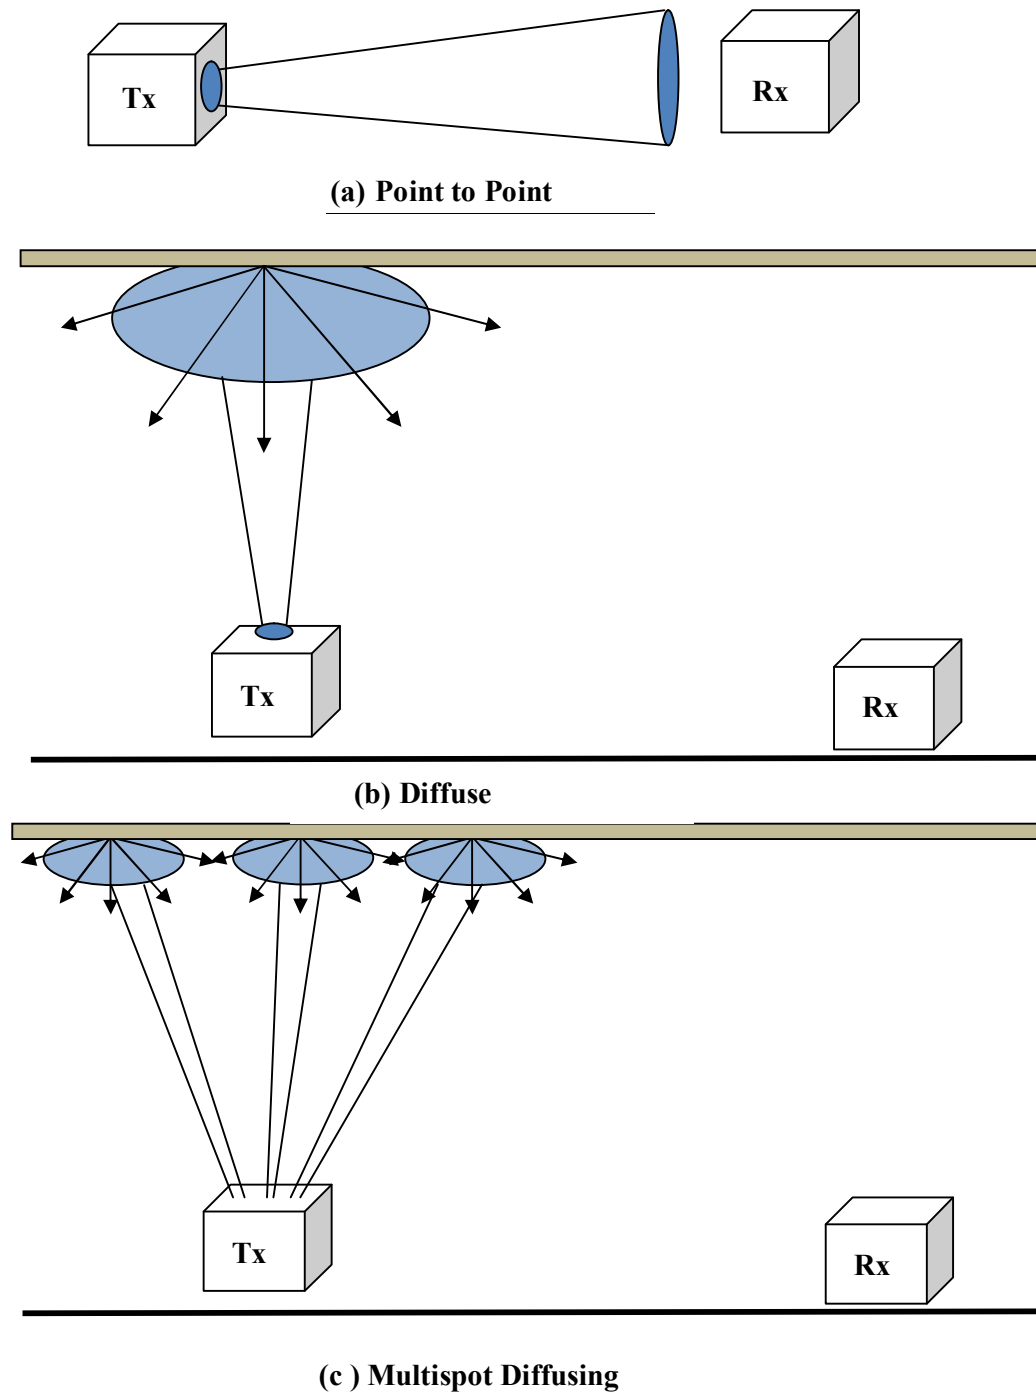 Tx
Rx
(a) Point to Point
Tx
Rx
(b) Diffuse
Tx
Rx
(c ) Multispot Diffusing